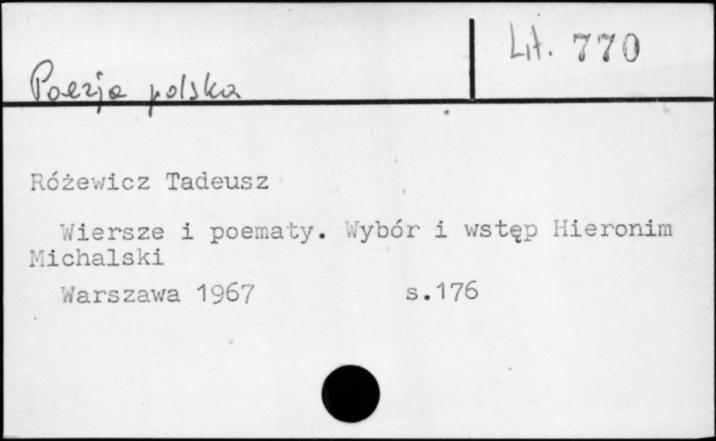 Lit. 770
Poezja polska
Różewicz Tadeusz
Wiersze i poematy. Wybór i wstęp Hieronim
Michalski
Warszawa 1967 s.176